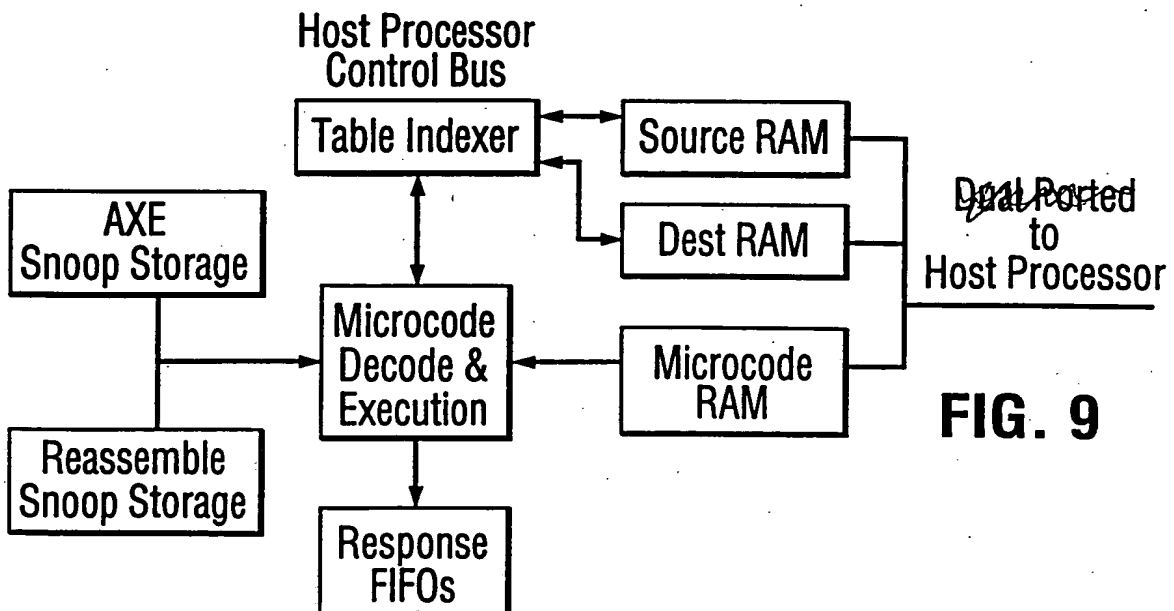 Host Processor
Control Bus
Table Indexer
Source RAM
AXE
Snoop Storage
Dest RAM
Dual Ported
to
Host Processor
Microcode
Decode &
Execution
Microcode
RAM
FIG. 9
Reassemble
Snoop Storage
Response
FIFOs